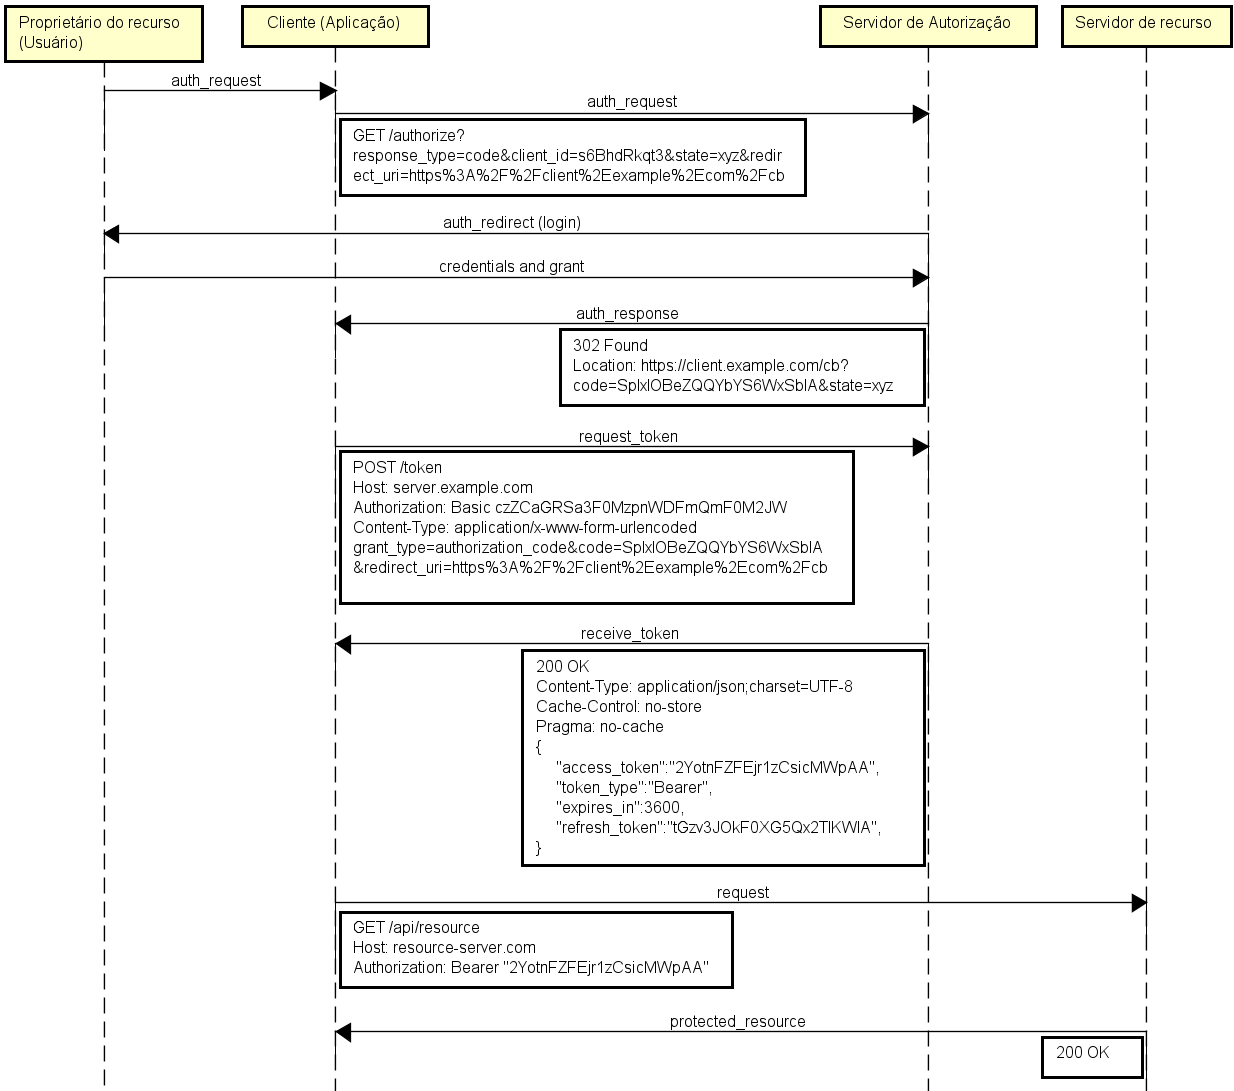 Proprietário do recurso
(Usuário)
Cliente (Aplicação)
Servidor de Autorização
Servidor de recurso
auth_request
auth_request
GET /authorize?
response_type=code&client_id=s6BhdRkqt3&state=xyz&redir
ect_uri=https%3A%2F%2Fclient%2Eexample%2Ecom%2Fcb
auth_redirect (login)
credentials and grant
auth_response
302 Found
Location: https://client.example.com/cb?
code=SplxlOBeZQQYbYS6WxSbIA&state=xyz
request_token
POST /token
Host: server.example.com
Authorization: Basic czZCaGRSa3F0MzpnWDFmQmF0M2JW
Content-Type: application/x-www-form-urlencoded
grant_type=authorization_code&code=SplxlOBeZQQYbYS6WxSbIA
&redirect_uri=https%3A%2F%2Fclient%2Eexample%2Ecom%2Fcb
receive_token
200 OK
Content-Type: application/json;charset=UTF-8
Cache-Control: no-store
Pragma: no-cache
{
"access_token":"2YotnFZFEjr1zCsicMWpAA",
"token_type":"Bearer",
"expires_in":3600,
"refresh_token":"tGzv3JOkF0XG5Qx2TlKWIA",
}
request
GET /api/resource
Host: resource-server.com
Authorization: Bearer "2YotnFZFEjr1zCsicMWpAA"
protected_resource
200 OK